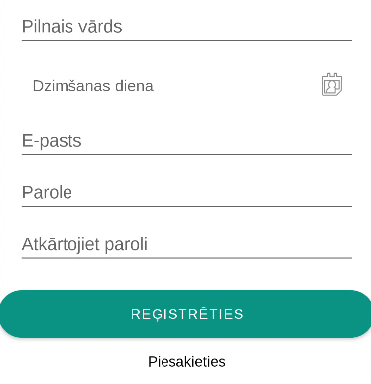 Pilnais vārds
Dzimšanas diena
E-pasts
Parole
Atkārtojiet paroli
REĢISTRĒTIES
Piesakieties